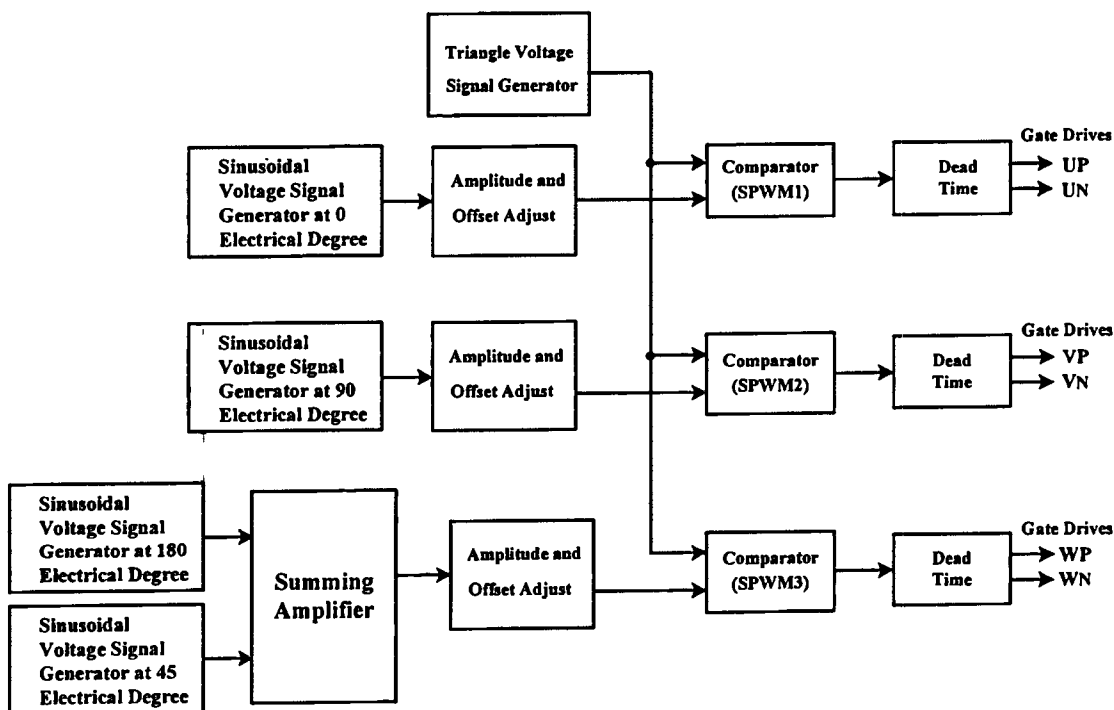 Triangle Voltage
Signal Generator
Sinusoidal
Voltage Signal
Generator at 0
Electrical Degree
Amplitude and
Offset Adjust
Comparator
(SPWM1)
Dead
Time
Gate Drives
UP
UN
Sinusoidal
Voltage Signal
Generator at 90
Electrical Degree
Amplitude and
Offset Adjust
Comparator
(SPWM2)
Dead
Time
Gate Drives
VP
VN
Sinusoidal
Voltage Signal
Generator at 180
Electrical Degree
Sinusoidal
Voltage Signal
Generator at 45
Electrical Degree
Summing
Amplifier
Amplitude and
Offset Adjust
Comparator
(SPWM3)
Dead
Time
Gate Drives
WP
WN